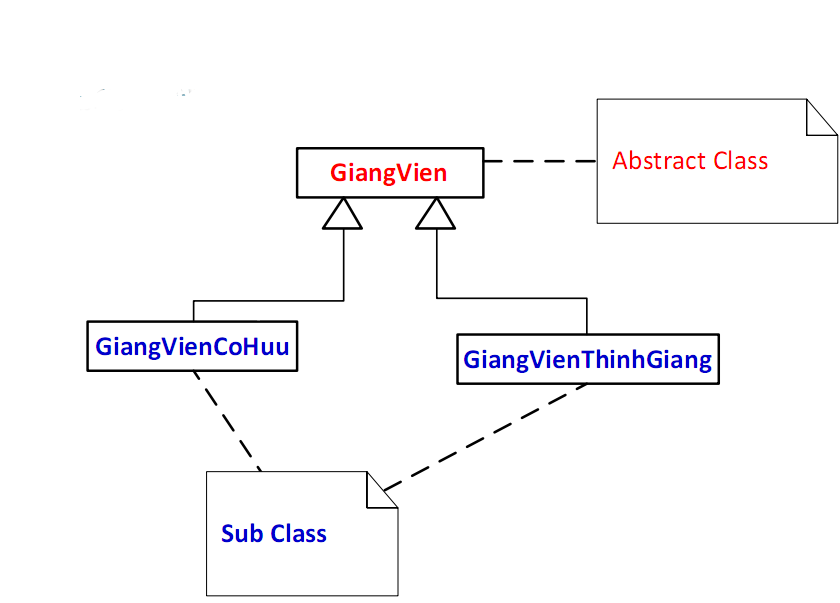 GiangVien
Abstract Class
GiangVienCoHuu
GiangVienThinhGiang
Sub Class